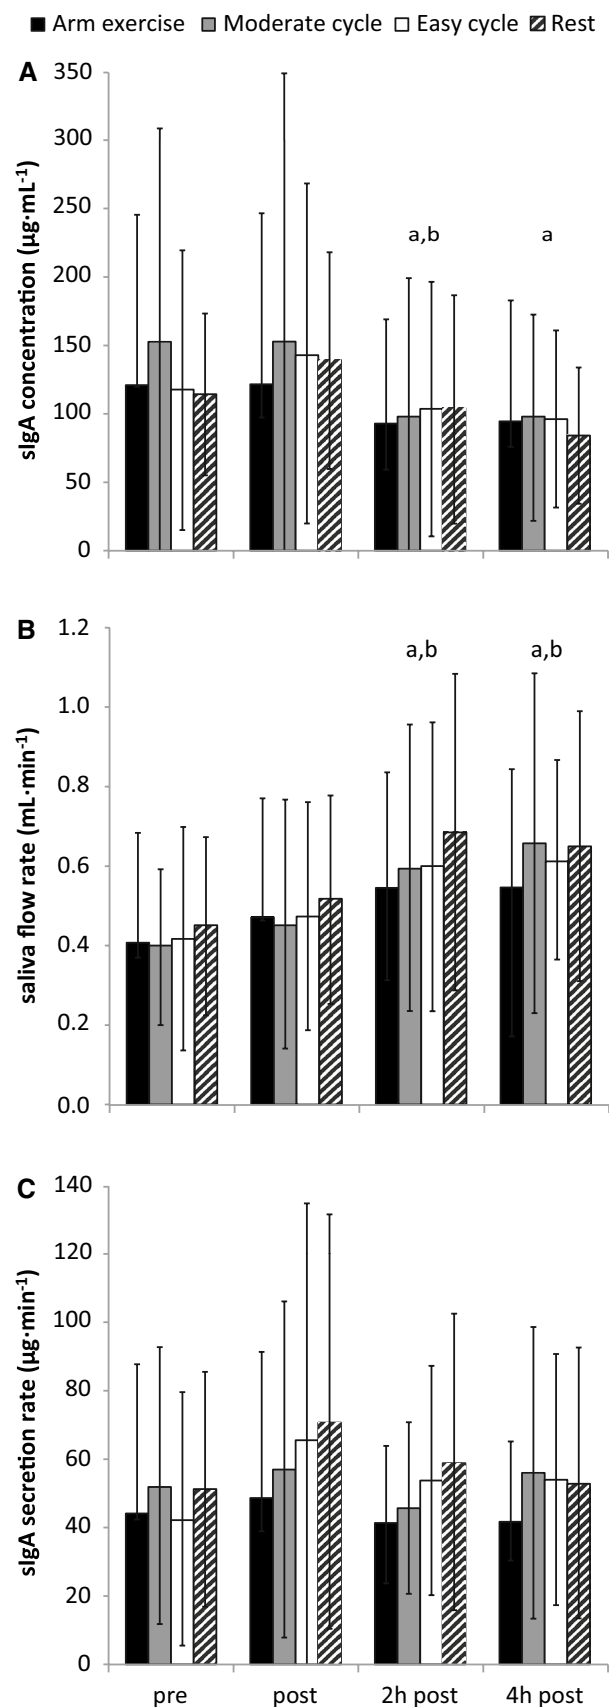 Arm exercise Moderate cycle Easy cycle Rest
A
sIgA concentration (µg·mL⁻¹)
350
300
250
200
150
100
50
0
a,b a
B
saliva flow rate (mL·min⁻¹)
1.2
1.0
0.8
0.6
0.4
0.2
0.0
a,b a,b
C
sIgA secretion rate (µg·min⁻¹)
140
120
100
80
60
40
20
0
pre post 2h post 4h post